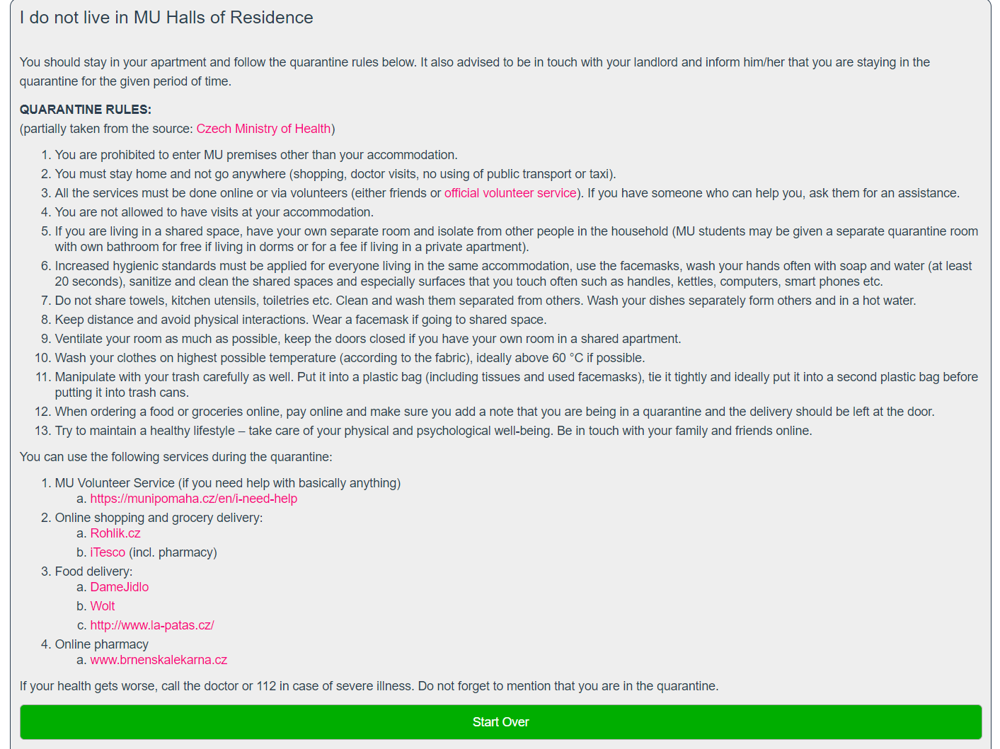 I do not live in MU Halls of Residence
You should stay in your apartment and follow the quarantine rules below. It also advised to be in touch with your landlord and inform him/her that you are staying in the
quarantine for the given period of time.
QUARANTINE RULES:
(partially taken from the source: Czech Ministry of Health)
1. You are prohibited to enter MU premises other than your accommodation.
2. You must stay home and not go anywhere (shopping, doctor visits, no using of public transport or taxi).
3. All the services must be done online or via volunteers (either friends or official volunteer service). If you have someone who can help you, ask them for an assistance.
4. You are not allowed to have visits at your accommodation.
5. If you are living in a shared space, have your own separate room and isolate from other people in the household (MU students may be given a separate quarantine room
with own bathroom for free if living in dorms or for a fee if living in a private apartment).
6. Increased hygienic standards must be applied for everyone living in the same accommodation, use the facemasks, wash your hands often with soap and water (at least
20 seconds), sanitize and clean the shared spaces and especially surfaces that you touch often such as handles, kettles, computers, smart phones etc.
7. Do not share towels, kitchen utensils, toiletries etc. Clean and wash them separated from others. Wash your dishes separately form others and in a hot water.
8. Keep distance and avoid physical interactions. Wear a facemask if going to shared space.
9. Ventilate your room as much as possible, keep the doors closed if you have your own room in a shared apartment.
10. Wash your clothes on highest possible temperature (according to the fabric), ideally above 60 °C if possible.
11. Manipulate with your trash carefully as well. Put it into a plastic bag (including tissues and used facemasks), tie it tightly and ideally put it into a second plastic bag before
putting it into trash cans.
12. When ordering a food or groceries online, pay online and make sure you add a note that you are being in a quarantine and the delivery should be left at the door.
13. Try to maintain a healthy lifestyle – take care of your physical and psychological well-being. Be in touch with your family and friends online.
You can use the following services during the quarantine:
1. MU Volunteer Service (if you need help with basically anything)
a. https://munipomaha.cz/en/i-need-help
2. Online shopping and grocery delivery:
a. Rohlik.cz
b. iTesco (incl. pharmacy)
3. Food delivery:
a. DameJidlo
b. Wolt
c. http://www.la-patas.cz/
4. Online pharmacy
a. www.brnenskalekarna.cz
If your health gets worse, call the doctor or 112 in case of severe illness. Do not forget to mention that you are in the quarantine.
Start Over